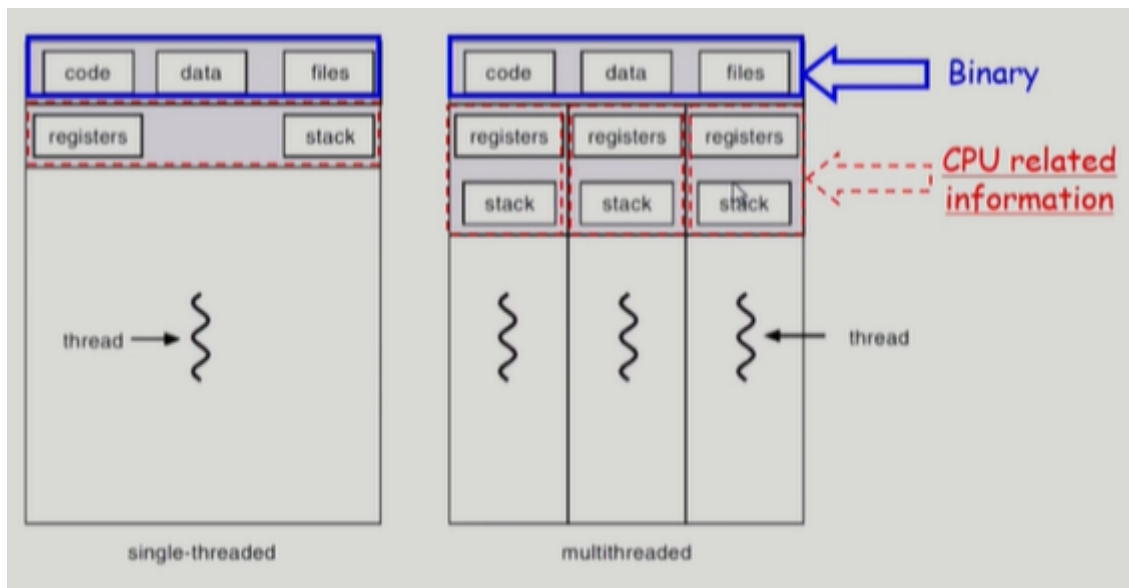 code data files
registers stack
thread
single-threaded
code data files
registers registers registers
stack stack stack
thread
multithreaded
Binary
CPU related
information